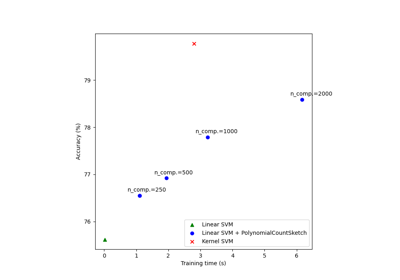 n_comp.=2000
79
n_comp.=1000
78
n_comp.=500
77
n_comp.=250
76
Accuracy (%)
Linear SVM
Linear SVM + PolynomialCountSketch
Kernel SVM
0 1 2 3 4 5 6
Training time (s)